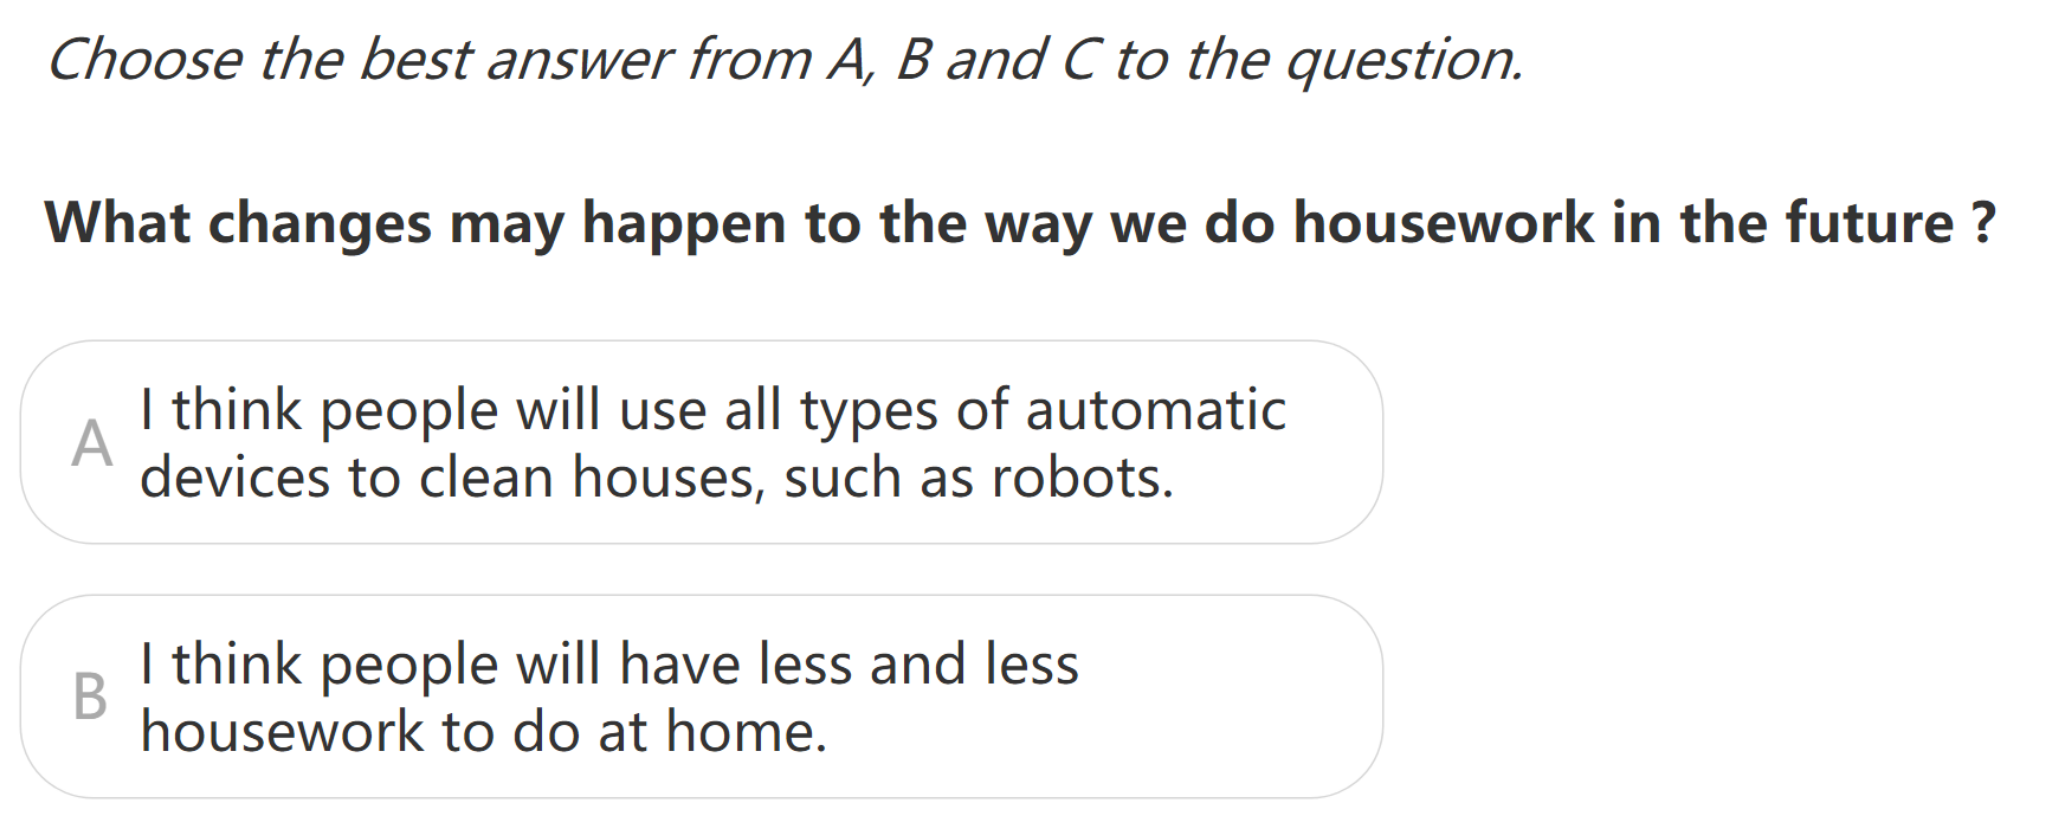 Choose the best answer from A, B and C to the question.
What changes may happen to the way we do housework in the future ?
A
I think people will use all types of automatic
devices to clean houses, such as robots.
B
I think people will have less and less
housework to do at home.